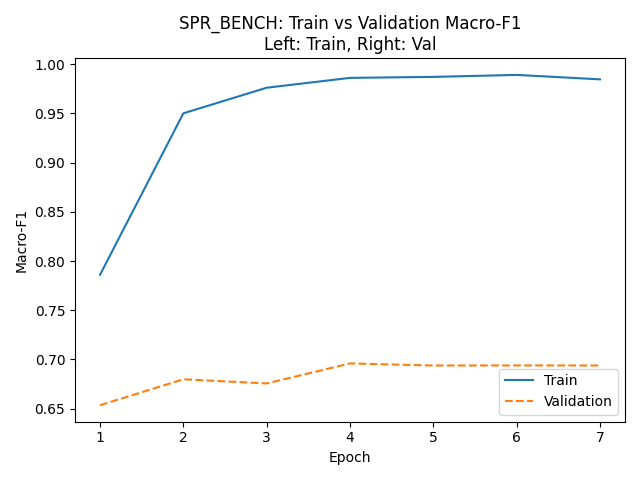 SPR_BENCH: Train vs Validation Macro-F1
Left: Train, Right: Val
Macro-F1
1.00
0.95
0.90
0.85
0.80
0.75
0.70
0.65
Train
Validation
1 2 3 4 5 6 7
Epoch